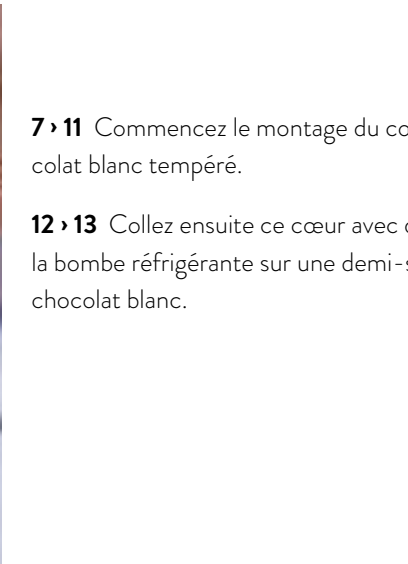 7 › 11 Commencez le montage du co
colat blanc tempéré.
12 › 13 Collez ensuite ce cœur avec
la bombe réfrigérante sur une demi-s
chocolat blanc.